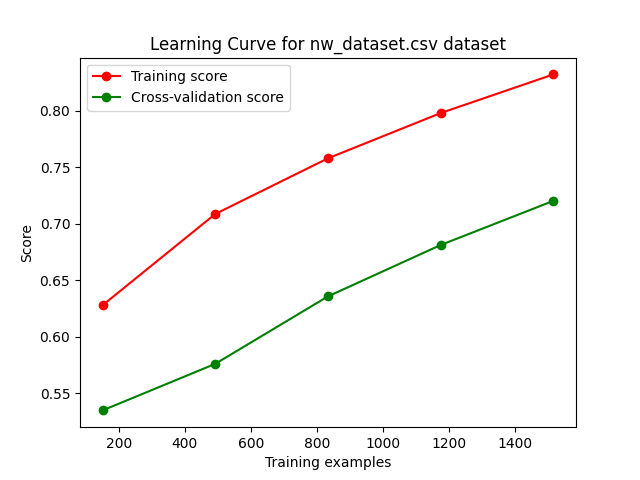 Learning Curve for nw_dataset.csv dataset
Training score
Cross-validation score
0.80
0.75
0.70
0.65
0.60
0.55
Score
200 400 600 800 1000 1200 1400
Training examples